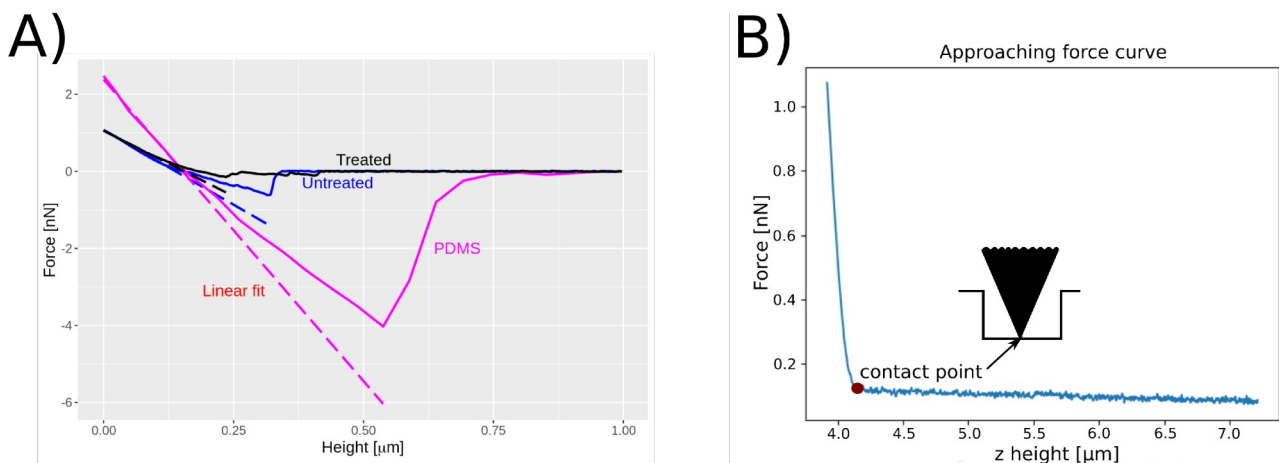 A)
2
0
-2
-4
-6
Force [nN]
Treated
Untreated
PDMS
Linear fit
0.00 0.25 0.50 0.75 1.00
Height [μm]
B)
Approaching force curve
1.0
0.8
0.6
0.4
0.2
Force [nN]
contact point
4.0 4.5 5.0 5.5 6.0 6.5 7.0
z height [μm]